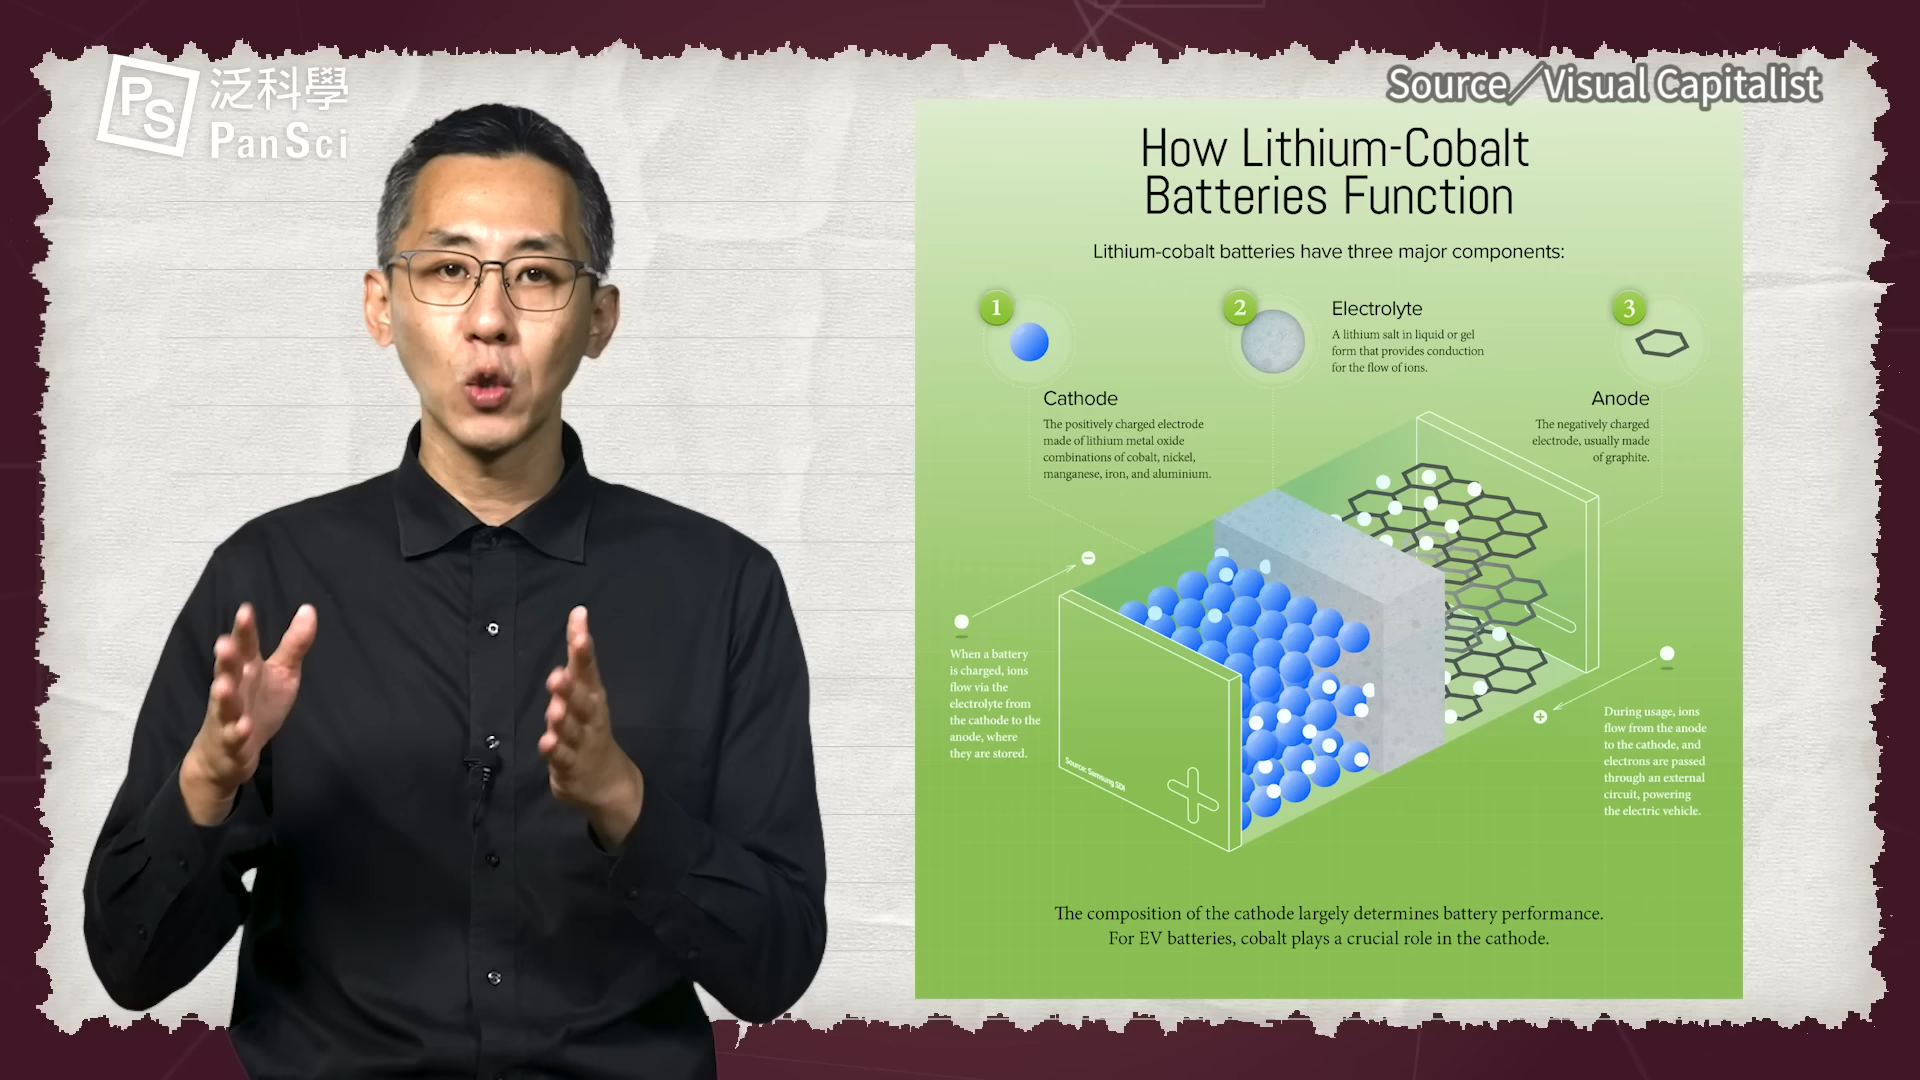 PS
泛科學
PanSci
Source／Visual Capitalist
How Lithium-Cobalt
Batteries Function
Lithium-cobalt batteries have three major components:
1
Cathode
The positively charged electrode
made of lithium metal oxide
combinations of cobalt, nickel,
manganese, iron, and aluminium.
2
Electrolyte
A lithium salt in liquid or gel
form that provides conduction
for the flow of ions.
3
Anode
The negatively charged
electrode, usually made
of graphite.
When a battery
is charged, ions
flow via the
electrolyte from
the cathode to the
anode, where
they are stored.
Source: Samsung SDI
During usage, ions
flow from the anode
to the cathode, and
electrons are passed
through an external
circuit, powering
the electric vehicle.
The composition of the cathode largely determines battery performance.
For EV batteries, cobalt plays a crucial role in the cathode.